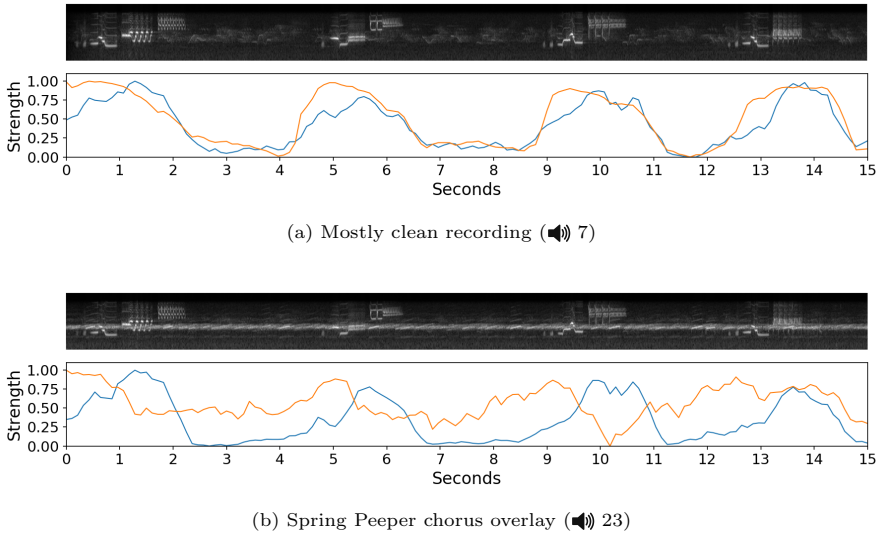 1.00
0.75
0.50
0.25
0.00
Strength
0 1 2 3 4 5 6 7 8 9 10 11 12 13 14 15
Seconds
(a) Mostly clean recording (🔊 7)
1.00
0.75
0.50
0.25
0.00
Strength
0 1 2 3 4 5 6 7 8 9 10 11 12 13 14 15
Seconds
(b) Spring Peeper chorus overlay (🔊 23)